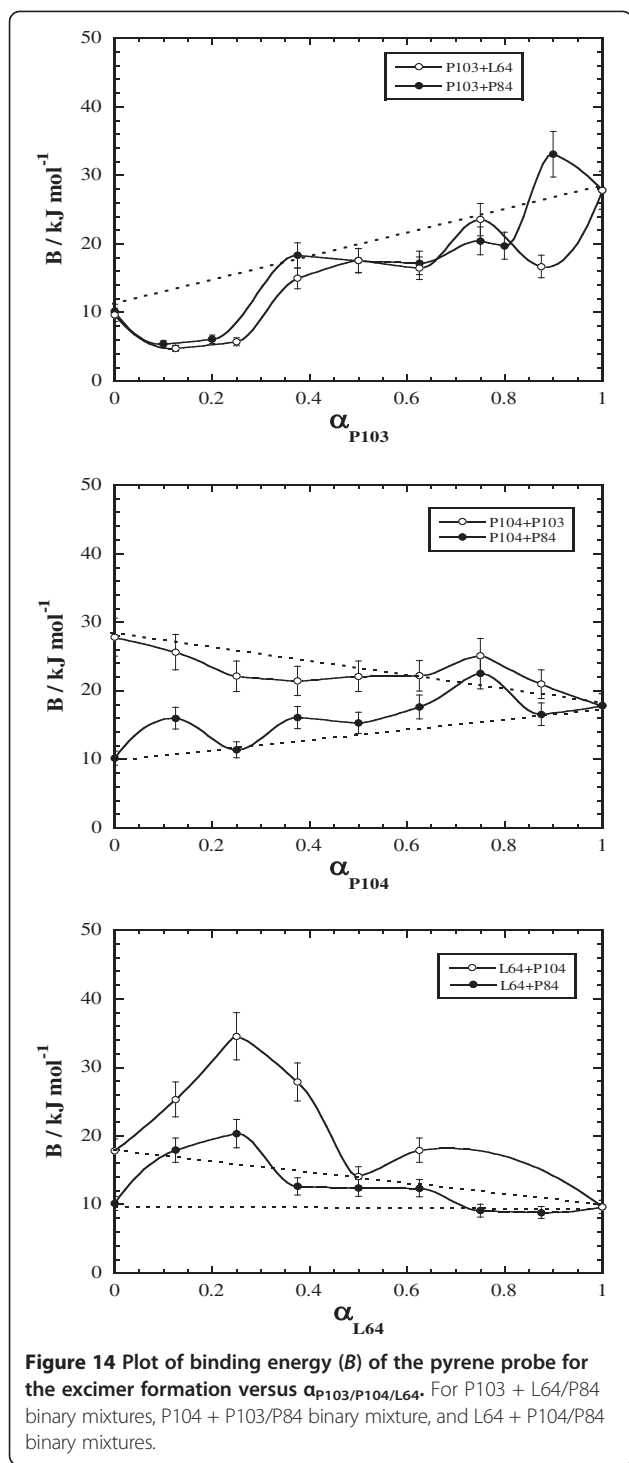 50
40
30
20
10
0
B / kJ mol⁻¹
P103+L64
P103+P84
0 0.2 0.4 0.6 0.8 1
α P103
50
40
30
20
10
0
B / kJ mol⁻¹
P104+P103
P104+P84
0 0.2 0.4 0.6 0.8 1
α P104
50
40
30
20
10
0
B / kJ mol⁻¹
L64+P104
L64+P84
0 0.2 0.4 0.6 0.8 1
α L64
Figure 14 Plot of binding energy (B) of the pyrene probe for
the excimer formation versus αP103/P104/L64. For P103 + L64/P84
binary mixtures, P104 + P103/P84 binary mixture, and L64 + P104/P84
binary mixtures.